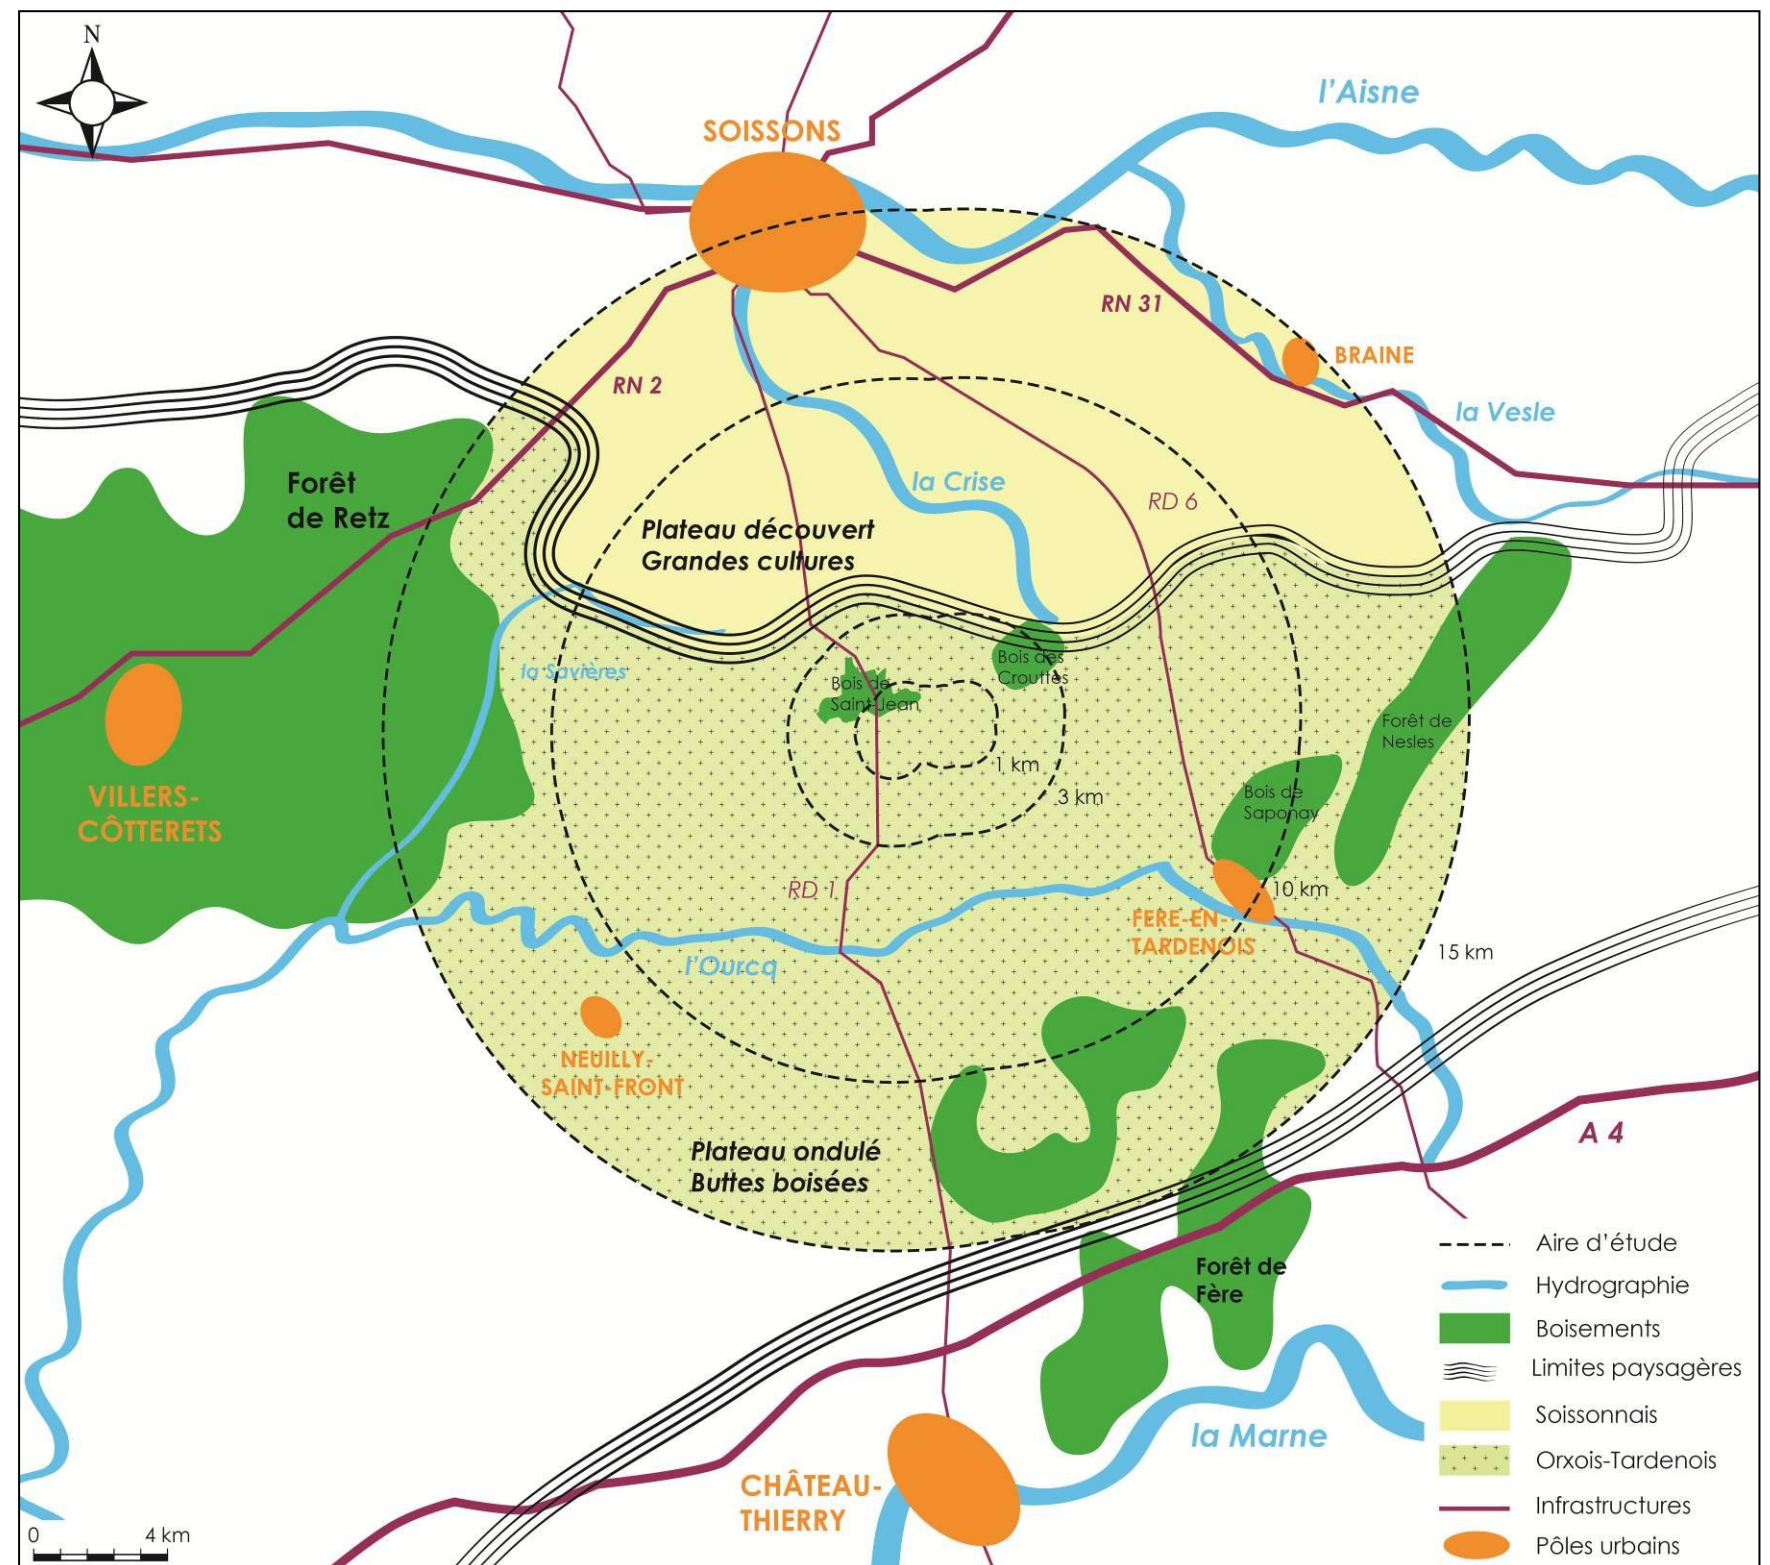 N
l'Aisne
SOISSONS
RN 31
BRAINE
RN 2
la Vesle
la Crise
Forêt
de Retz
RD 6
Plateau découvert
Grandes cultures
la Savières
Bois des
Crouttes
Bois de
Saint-Jean
Forêt de
Nesles
1 km
3 km
Bois de
Saponay
VILLERS-
CÔTTERETS
RD 1
10 km
FERE-EN-
TARDENOIS
15 km
l'Ourcq
NEUILLY-
SAINT-FRONT
A 4
Plateau ondulé
Buttes boisées
Forêt de
Fère
la Marne
CHÂTEAU-
THIERRY
Aire d'étude
Hydrographie
Boisements
Limites paysagères
Soissonnais
Orxois-Tardenois
Infrastructures
Pôles urbains
0 4 km